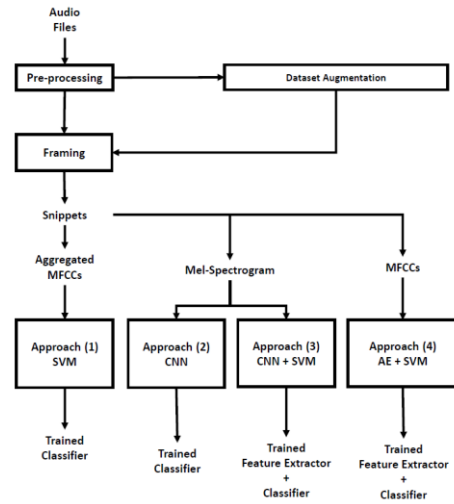 Audio
Files
Pre-processing
Dataset Augmentation
Framing
Snippets
Aggregated
MFCCs
Mel-Spectrogram
MFCCs
Approach (1)
SVM
Approach (2)
CNN
Approach (3)
CNN + SVM
Approach (4)
AE + SVM
Trained
Classifier
Trained
Classifier
Trained
Feature Extractor
+
Classifier
Trained
Feature Extractor
+
Classifier